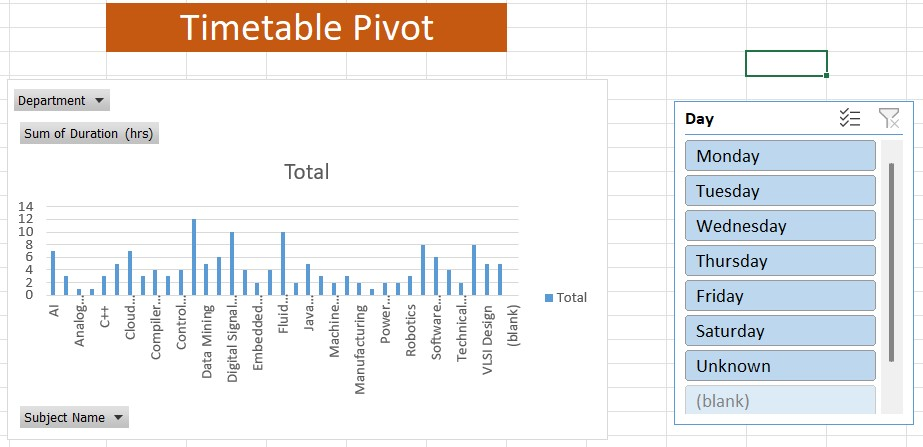 Timetable Pivot
Department
Sum of Duration (hrs)
Total
14
12
10
8
6
4
2
0
AI
Analog...
C++
Cloud...
Compiler...
Control...
Data Mining
Digital Signal...
Embedded...
Fluid...
Java...
Machine...
Manufacturing
Power...
Robotics
Software...
Technical...
VLSI Design
(blank)
Total
Subject Name
Day
Monday
Tuesday
Wednesday
Thursday
Friday
Saturday
Unknown
(blank)